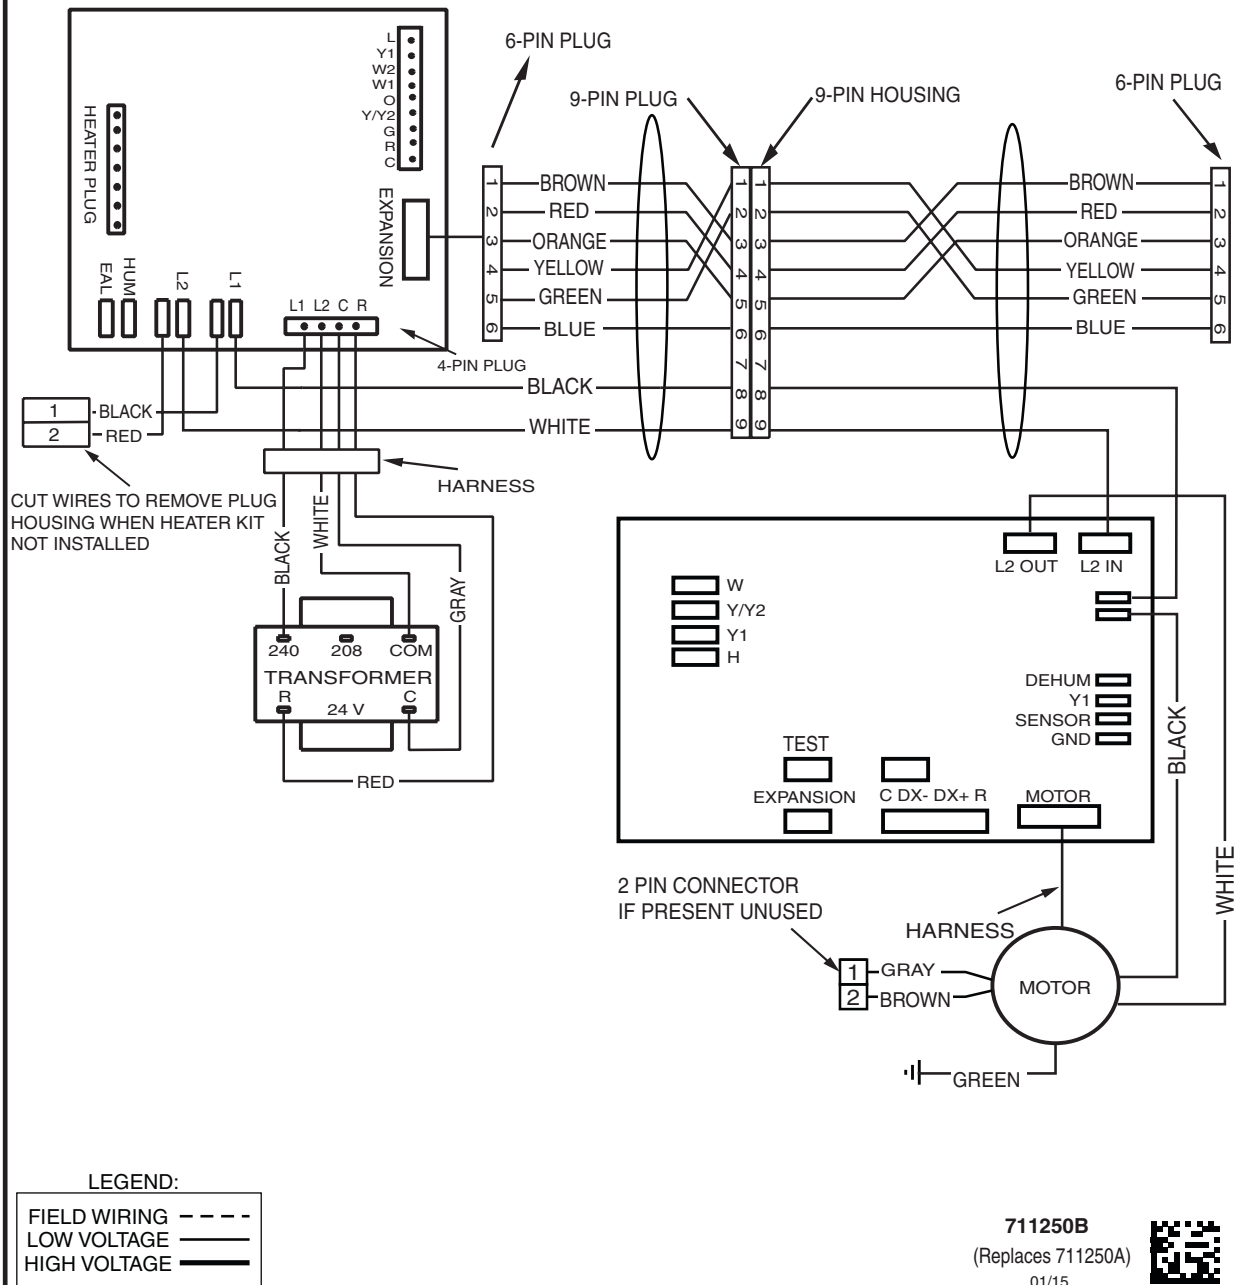 6-PIN PLUG
9-PIN PLUG
9-PIN HOUSING
6-PIN PLUG
L
Y1
W2
W1
O
Y/Y2
G
R
C
HEATER PLUG
EXPANSION
EAL
HUM
L2
L1
L1 L2 C R
4-PIN PLUG
1 BROWN 1 1 BROWN 1
2 RED 2 2 RED 2
3 ORANGE 3 3 ORANGE 3
4 YELLOW 4 4 YELLOW 4
5 GREEN 5 5 GREEN 5
6 BLUE 6 6 BLUE 6
7 7
BLACK 8 8
WHITE 9 9
1 BLACK
2 RED
CUT WIRES TO REMOVE PLUG
HOUSING WHEN HEATER KIT
NOT INSTALLED
HARNESS
BLACK
WHITE
GRAY
240 208 COM
TRANSFORMER
R C
24 V
RED
L2 OUT L2 IN
W
Y/Y2
Y1
H
DEHUM
Y1
SENSOR
GND
BLACK
TEST
EXPANSION
C DX- DX+ R
MOTOR
WHITE
2 PIN CONNECTOR
IF PRESENT UNUSED
HARNESS
1 GRAY
2 BROWN
MOTOR
GREEN
LEGEND:
FIELD WIRING
LOW VOLTAGE
HIGH VOLTAGE
711250B
(Replaces 711250A)
01/15